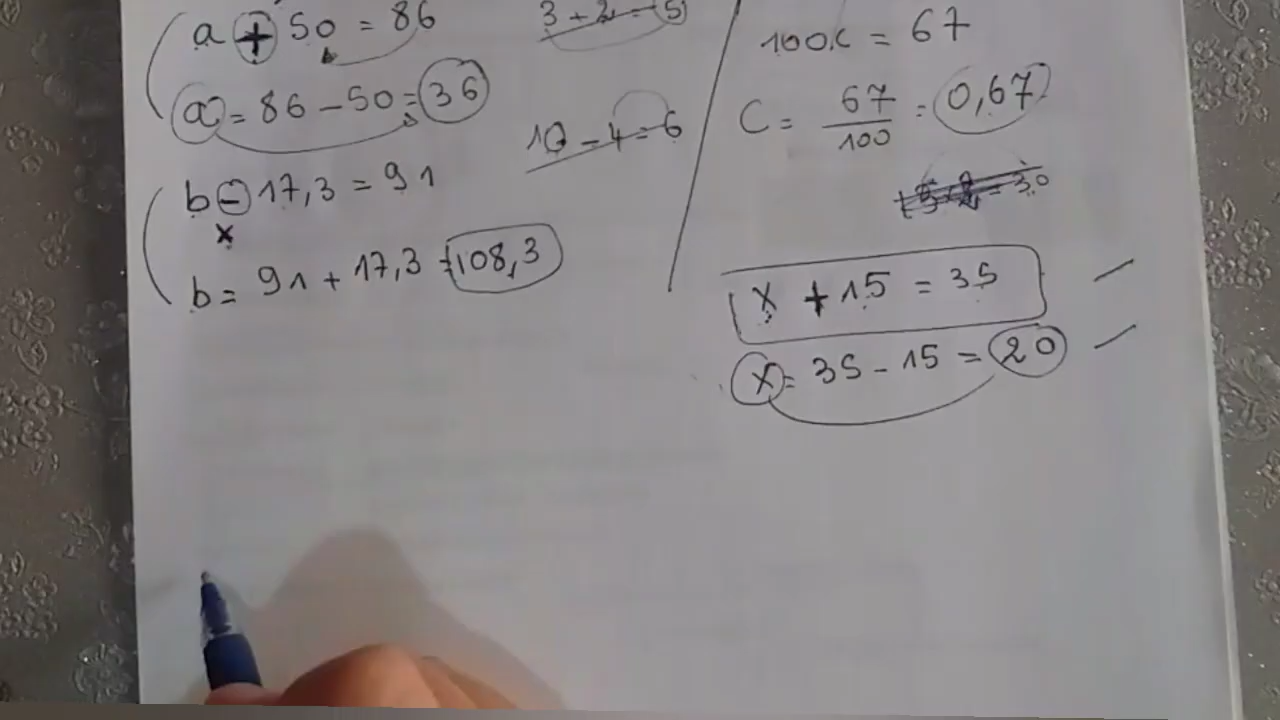 a + 50 = 86
a = 86 - 50 = 36
b - 17,3 = 91
x
b = 91 + 17,3 = 108,3
3 + 2 = 5
10 - 4 = 6
100c = 67
C = 67/100 = 0,67
x + 15 = 35
x = 35 - 15 = 20